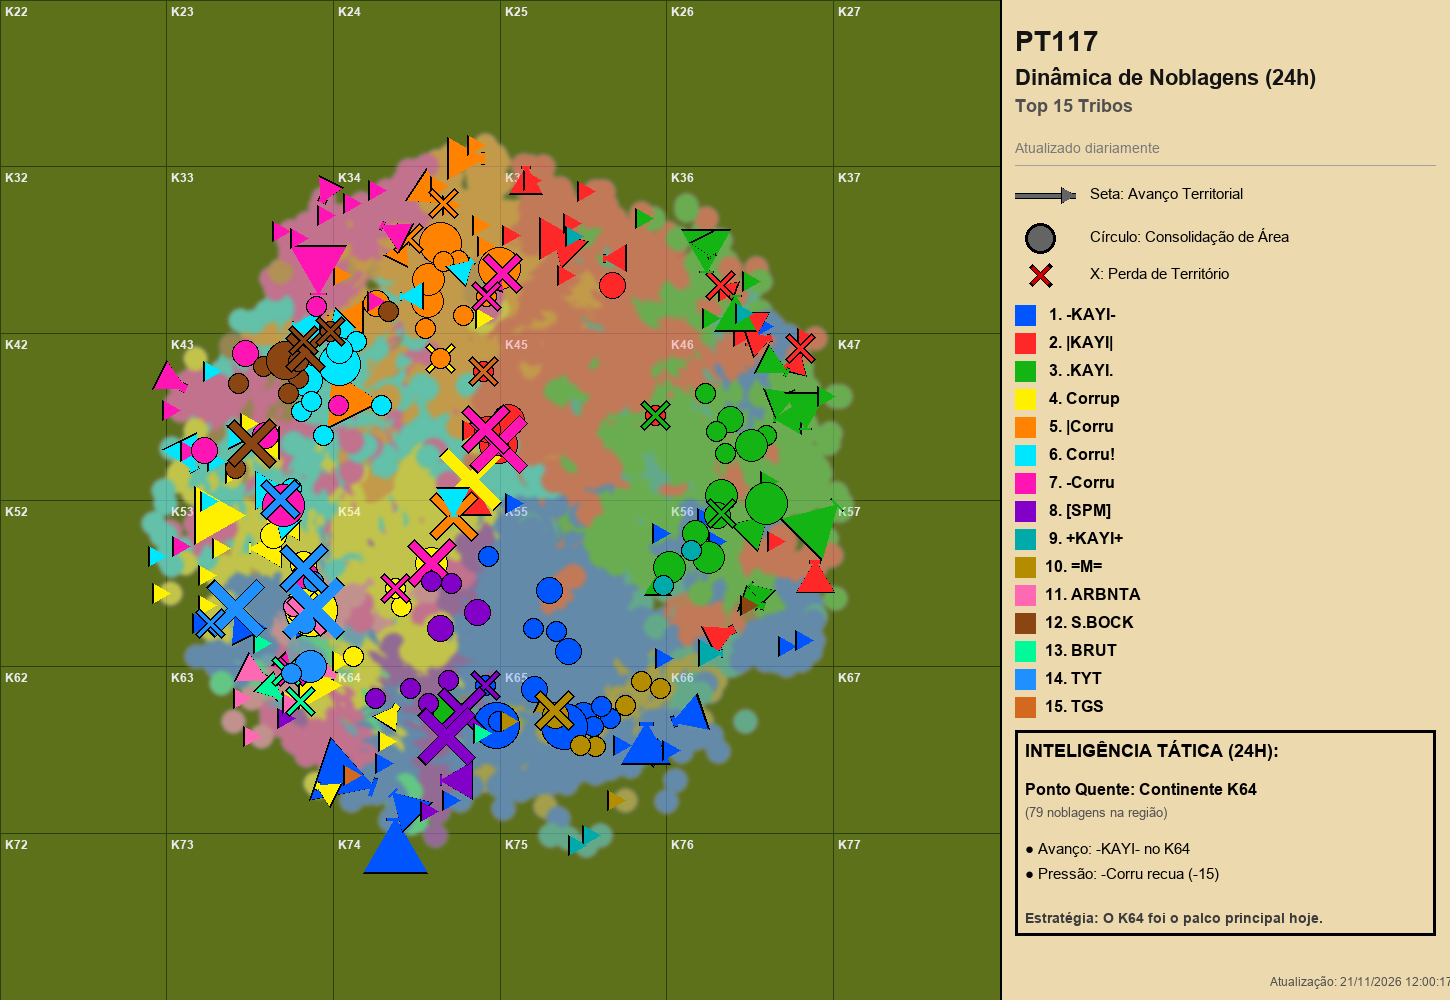 K22 K23 K24 K25 K26 K27
K32 K33 K34 K36 K37
K42 K43 K45 K46 K47
K52 K53 K54 K55 K56 K57
K62 K63 K64 K65 K66 K67
K72 K73 K74 K75 K76 K77
PT117
Dinâmica de Noblagens (24h)
Top 15 Tribos
Atualizado diariamente
Seta: Avanço Territorial
Círculo: Consolidação de Área
X: Perda de Território
1. -KAYI-
2. |KAYI|
3. .KAYI.
4. Corrup
5. |Corru
6. Corru!
7. -Corru
8. [SPM]
9. +KAYI+
10. =M=
11. ARBNTA
12. S.BOCK
13. BRUT
14. TYT
15. TGS
INTELIGÊNCIA TÁTICA (24H):
Ponto Quente: Continente K64
(79 noblagens na região)
● Avanço: -KAYI- no K64
● Pressão: -Corru recua (-15)
Estratégia: O K64 foi o palco principal hoje.
Atualização: 21/11/2026 12:00:17